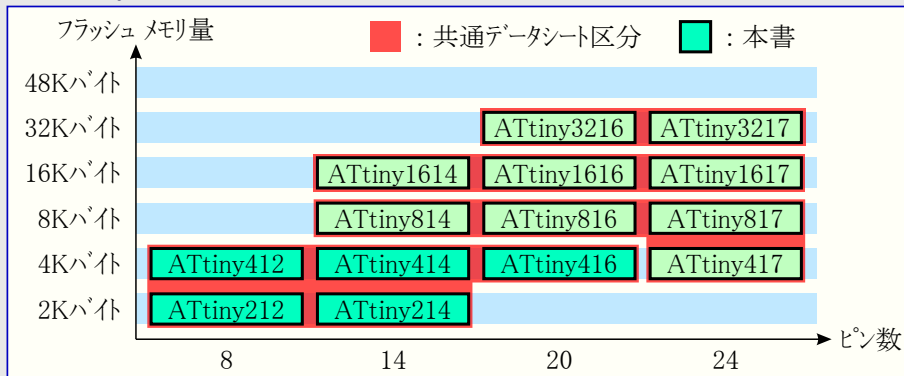 フラッシュ メモリ量
: 共通データシート区分 : 本書
48Kバイト
32Kバイト ATtiny3216 ATtiny3217
16Kバイト ATtiny1614 ATtiny1616 ATtiny1617
8Kバイト ATtiny814 ATtiny816 ATtiny817
4Kバイト ATtiny412 ATtiny414 ATtiny416 ATtiny417
2Kバイト ATtiny212 ATtiny214
ピン数
8 14 20 24